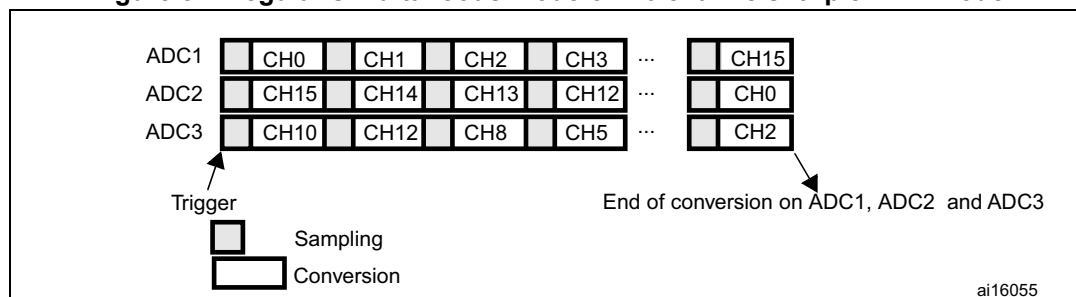 ADC1 CH0 CH1 CH2 CH3 ... CH15
ADC2 CH15 CH14 CH13 CH12 ... CH0
ADC3 CH10 CH12 CH8 CH5 ... CH2
Trigger
End of conversion on ADC1, ADC2 and ADC3
Sampling
Conversion
ai16055